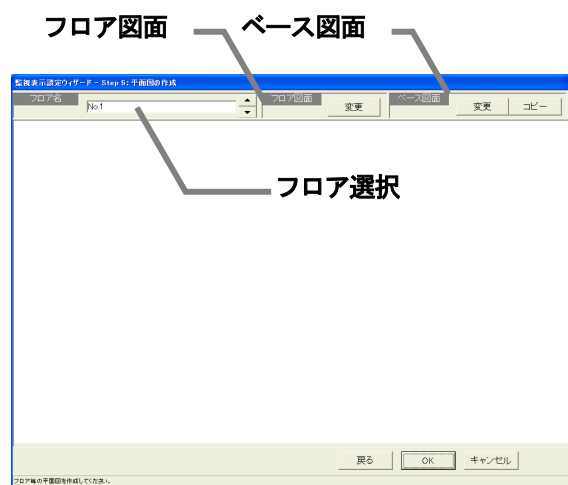 フロア図面
ベース図面
監視表示設定ウィザード - Step 5: 平面図の作成
フロア名
No.1
フロア図面
変更
ベース図面
変更
コピー
フロア選択
戻る
OK
キャンセル
フロア毎の平面図を作成してください。